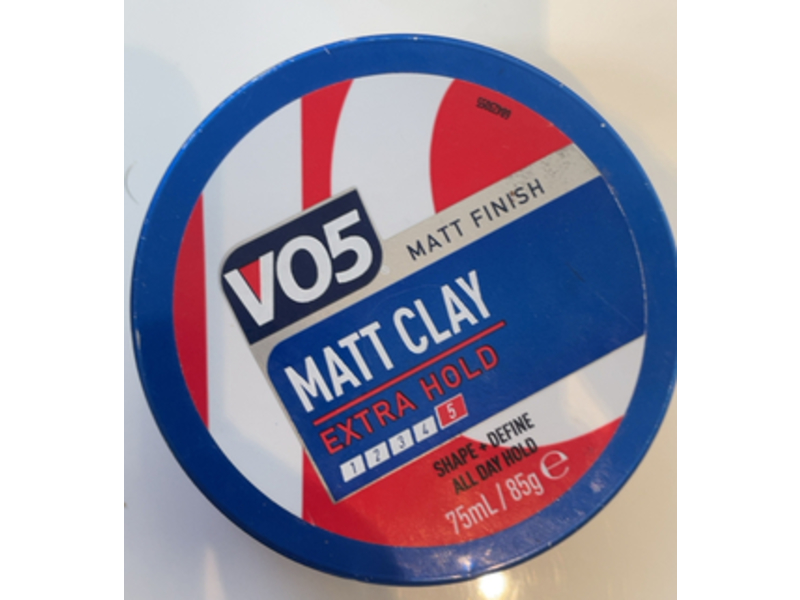 VO5
MATT FINISH
MATT CLAY
EXTRA HOLD
1 2 3 4 5
SHAPE + DEFINE
ALL DAY HOLD
75mL / 85g e